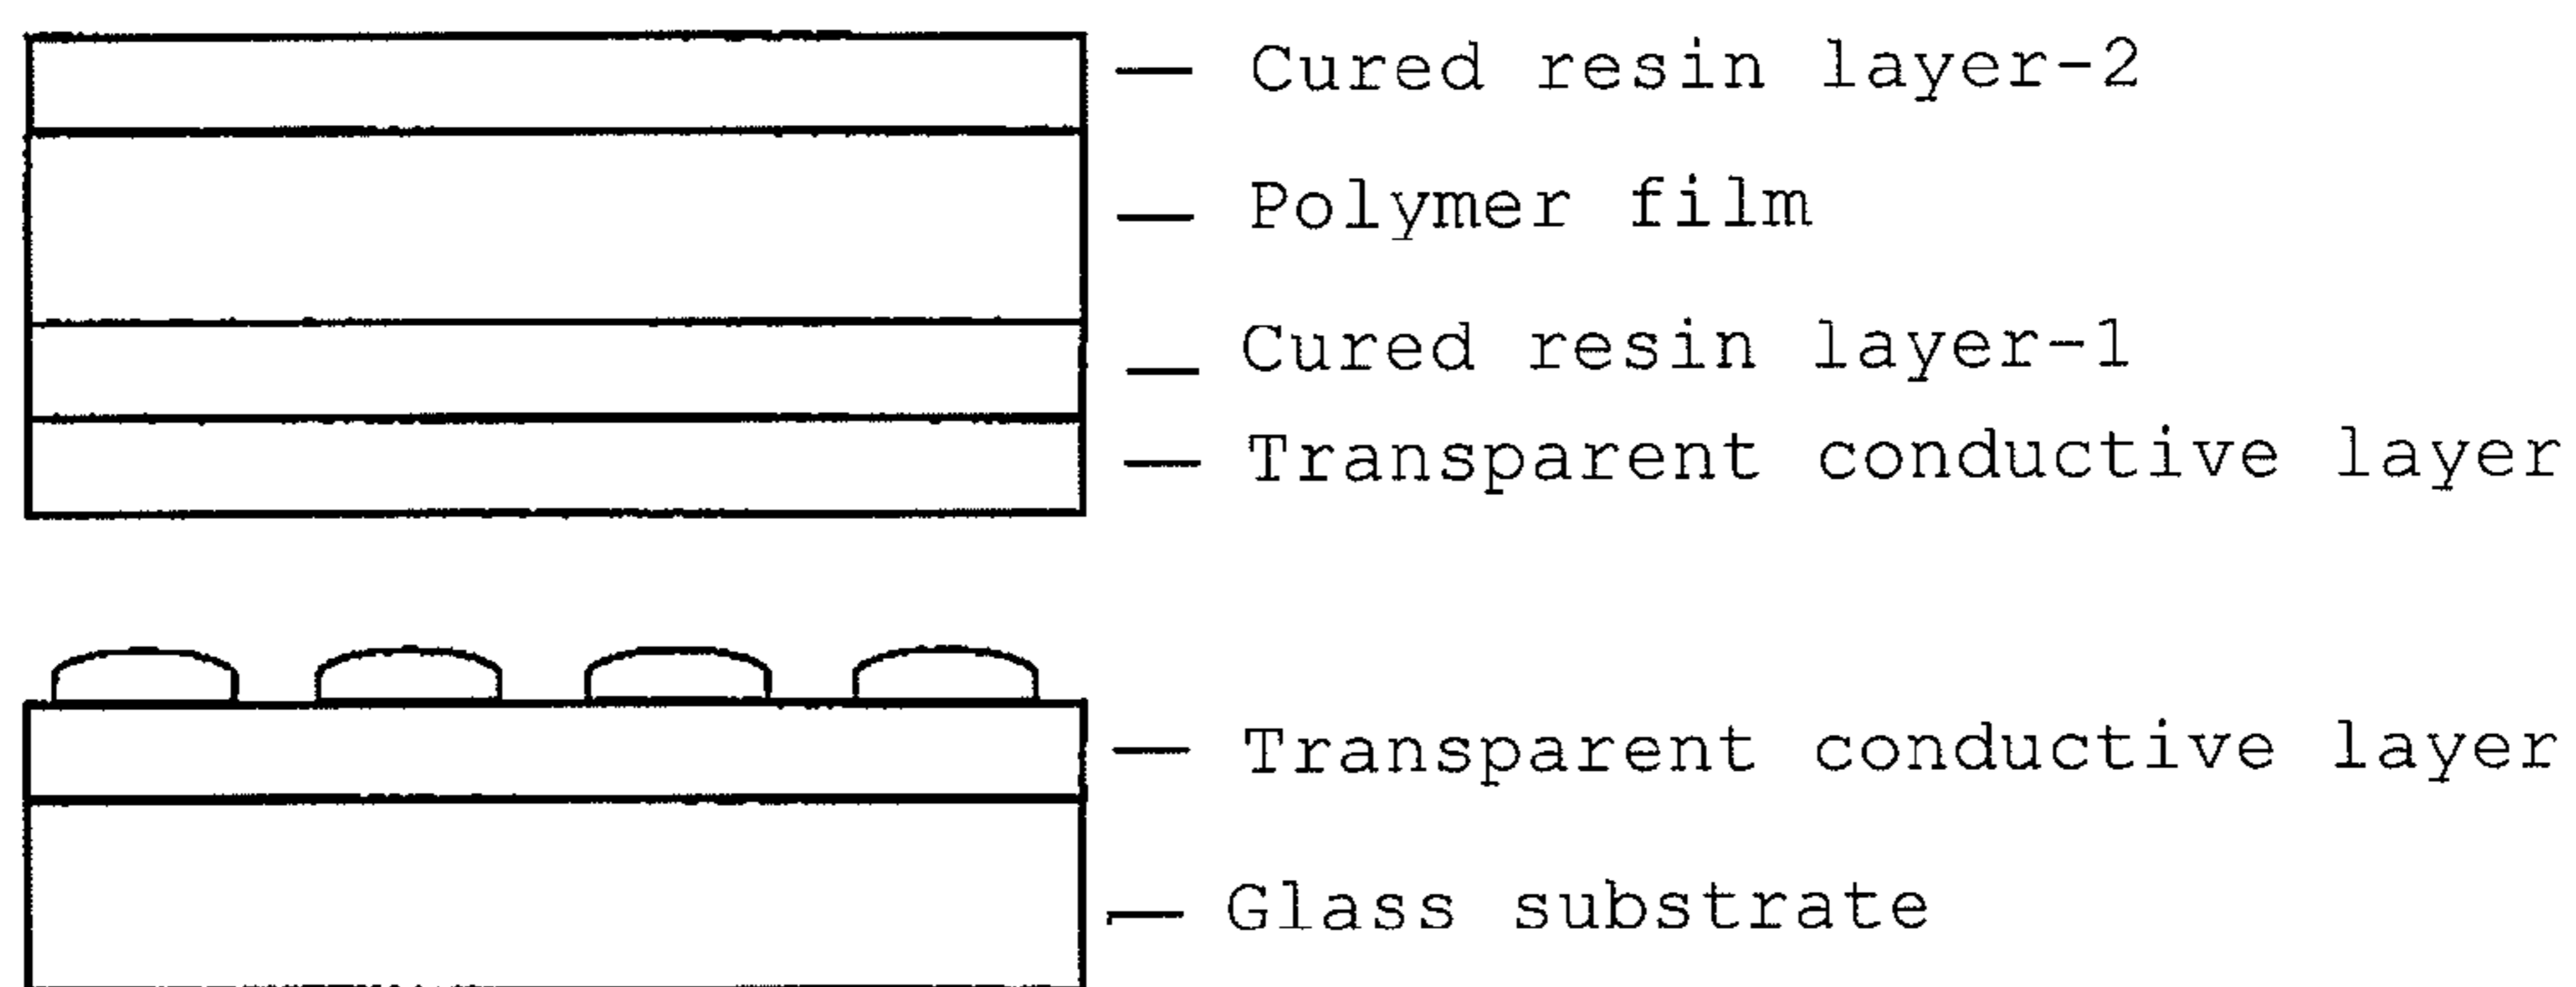 Cured resin layer-2
Polymer film
Cured resin layer-1
Transparent conductive layer
Transparent conductive layer
Glass substrate